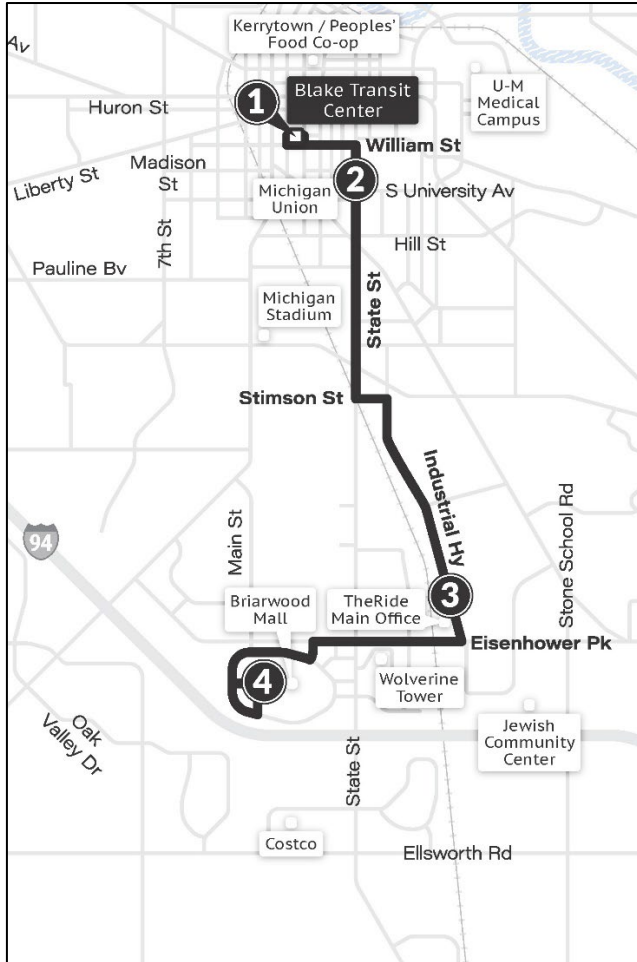 Kerrytown / Peoples'
Food Co-op
Av
1
Blake Transit
Center
U-M
Medical
Campus
Huron St
William St
Madison
St
Liberty St
2
Michigan
Union
S University Av
7th St
Hill St
Pauline Bv
Michigan
Stadium
State St
Stimson St
Industrial Hy
Stone School Rd
94
Main St
Briarwood
Mall
TheRide
Main Office
3
Eisenhower Pk
4
Wolverine
Tower
Oak
Valley Dr
Jewish
Community
Center
State St
Costco
Ellsworth Rd